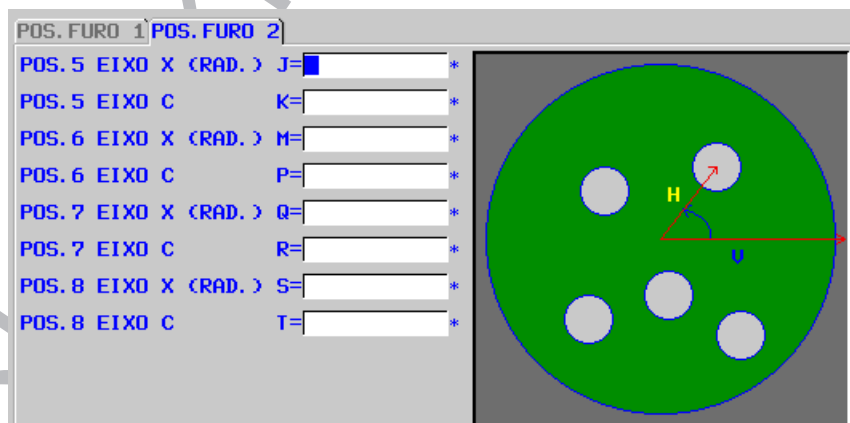 POS.FURO 1 POS.FURO 2
POS.5 EIXO X (RAD.) J= *
POS.5 EIXO C K= *
POS.6 EIXO X (RAD.) M= *
POS.6 EIXO C P= *
POS.7 EIXO X (RAD.) Q= *
POS.7 EIXO C R= *
POS.8 EIXO X (RAD.) S= *
POS.8 EIXO C T= *
H
V